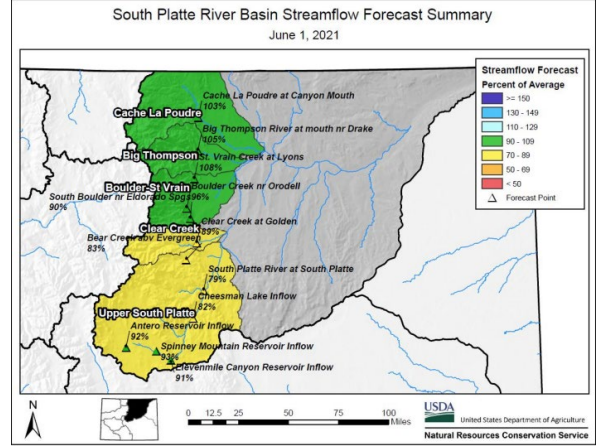 South Platte River Basin Streamflow Forecast Summary
June 1, 2021
Streamflow Forecast
Percent of Average
>= 150
130 - 149
110 - 129
90 - 109
70 - 89
50 - 69
< 50
Forecast Point
Cache La Poudre at Canyon Mouth
103%
Cache La Poudre
Big Thompson River at mouth nr Drake
105%
Big Thompson
St. Vrain Creek at Lyons
108%
Boulder-St Vrain
Boulder Creek nr Orodell
96%
South Boulder nr Eldorado Spgs
90%
Clear Creek at Golden
89%
Clear Creek
Bear Creek abv Evergreen
83%
South Platte River at South Platte
79%
Cheesman Lake Inflow
82%
Upper South Platte
Antero Reservoir Inflow
92%
Spinney Mountain Reservoir Inflow
93%
Elevenmile Canyon Reservoir Inflow
91%
N
0 12.5 25 50 75 100
Miles
USDA
United States Department of Agriculture
Natural Resources Conservation Service